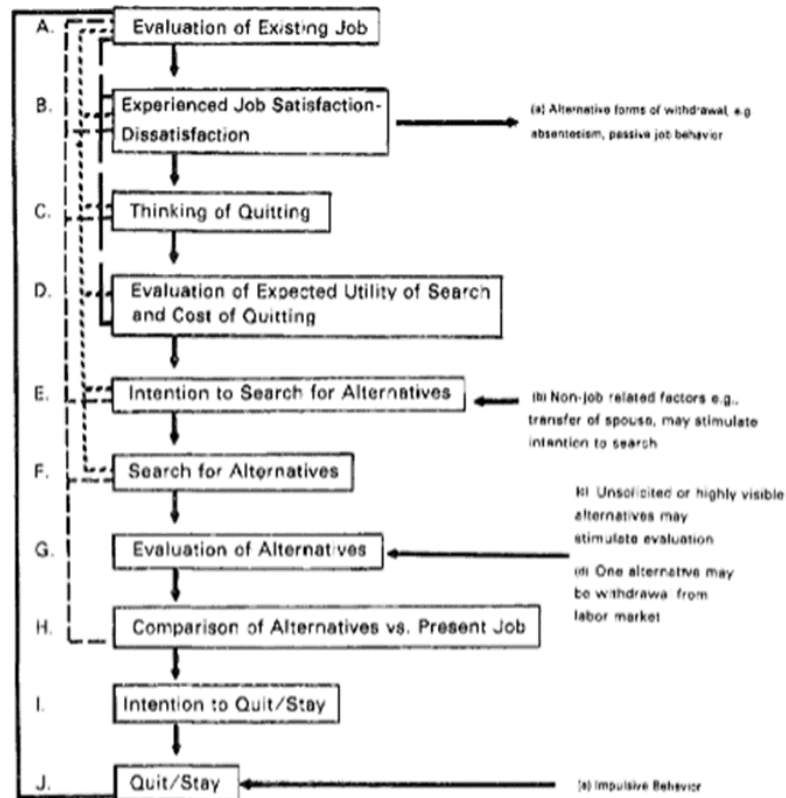 A. Evaluation of Existing Job
B. Experienced Job Satisfaction-
Dissatisfaction
(a) Alternative forms of withdrawal, e.g
absenteeism, passive job behavior
C. Thinking of Quitting
D. Evaluation of Expected Utility of Search
and Cost of Quitting
E. Intention to Search for Alternatives
(b) Non-job related factors e.g.,
transfer of spouse, may stimulate
intention to search
F. Search for Alternatives
(c) Unsolicited or highly visible
alternatives may
stimulate evaluation
G. Evaluation of Alternatives
(d) One alternative may
be withdrawa from
labor market
H. Comparison of Alternatives vs. Present Job
I. Intention to Quit/Stay
J. Quit/Stay
(e) Impulsive Behavior